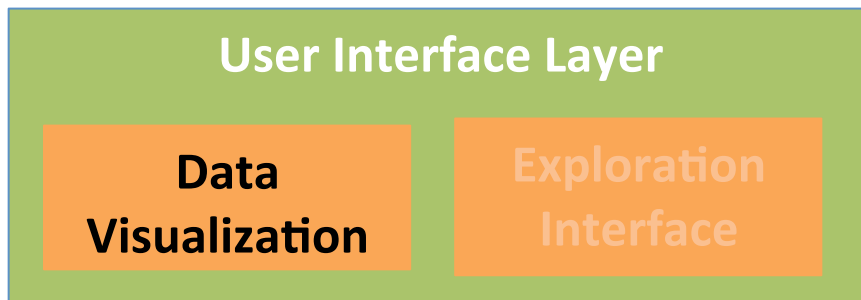 User Interface Layer
Data
Visualization
Exploration
Interface